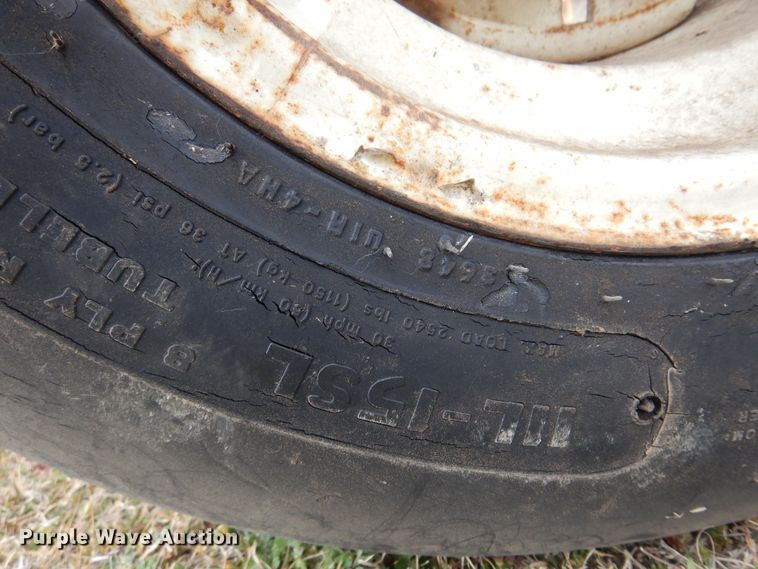 11L-15SL
8 PLY R
TUBELE
MAX. LOAD 2540 lbs (1150 kg) AT 36 PSI (2.5 bar)
30 mph (50 km/h)*
UIH-4HA
Purple Wave Auction